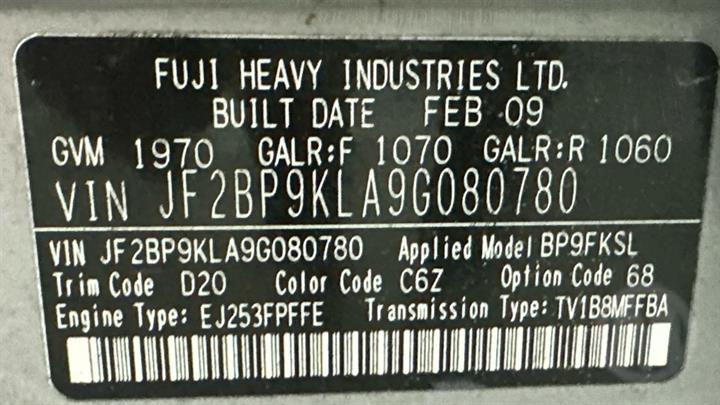 FUJI HEAVY INDUSTRIES LTD.
BUILT DATE FEB 09
GVM 1970 GALR:F 1070 GALR:R 1060
VIN JF2BP9KLA9G080780
VIN JF2BP9KLA9G080780 Applied Model BP9FKSL
Trim Code D20 Color Code C6Z Option Code 68
Engine Type: EJ253FPFFE Transmission Type: TV1B8MFFBA